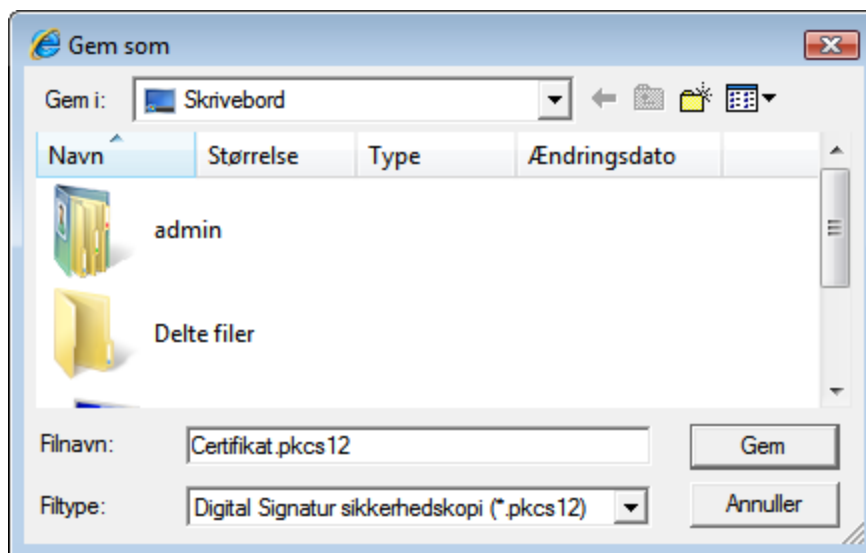 Gem som
Gem i: Skrivebord
Navn Størrelse Type Ændringsdato
admin
Delte filer
Filnavn: Certifikat.pkcs12 Gem
Filtype: Digital Signatur sikkerhedskopi (*.pkcs12) Annuller